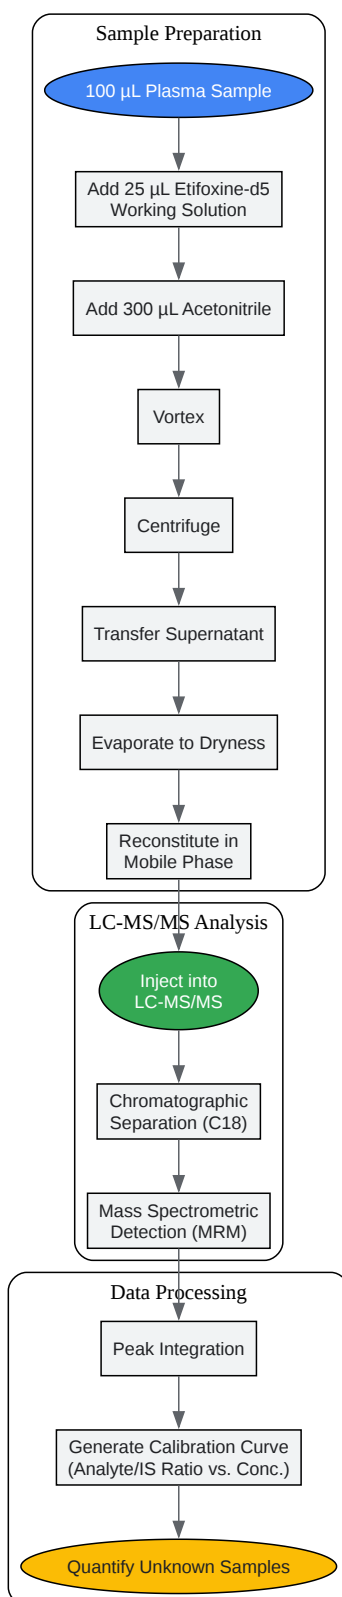 Sample Preparation
100 µL Plasma Sample
Add 25 µL Etifoxine-d5
Working Solution
Add 300 µL Acetonitrile
Vortex
Centrifuge
Transfer Supernatant
Evaporate to Dryness
Reconstitute in
Mobile Phase
LC-MS/MS Analysis
Inject into
LC-MS/MS
Chromatographic
Separation (C18)
Mass Spectrometric
Detection (MRM)
Data Processing
Peak Integration
Generate Calibration Curve
(Analyte/IS Ratio vs. Conc.)
Quantify Unknown Samples